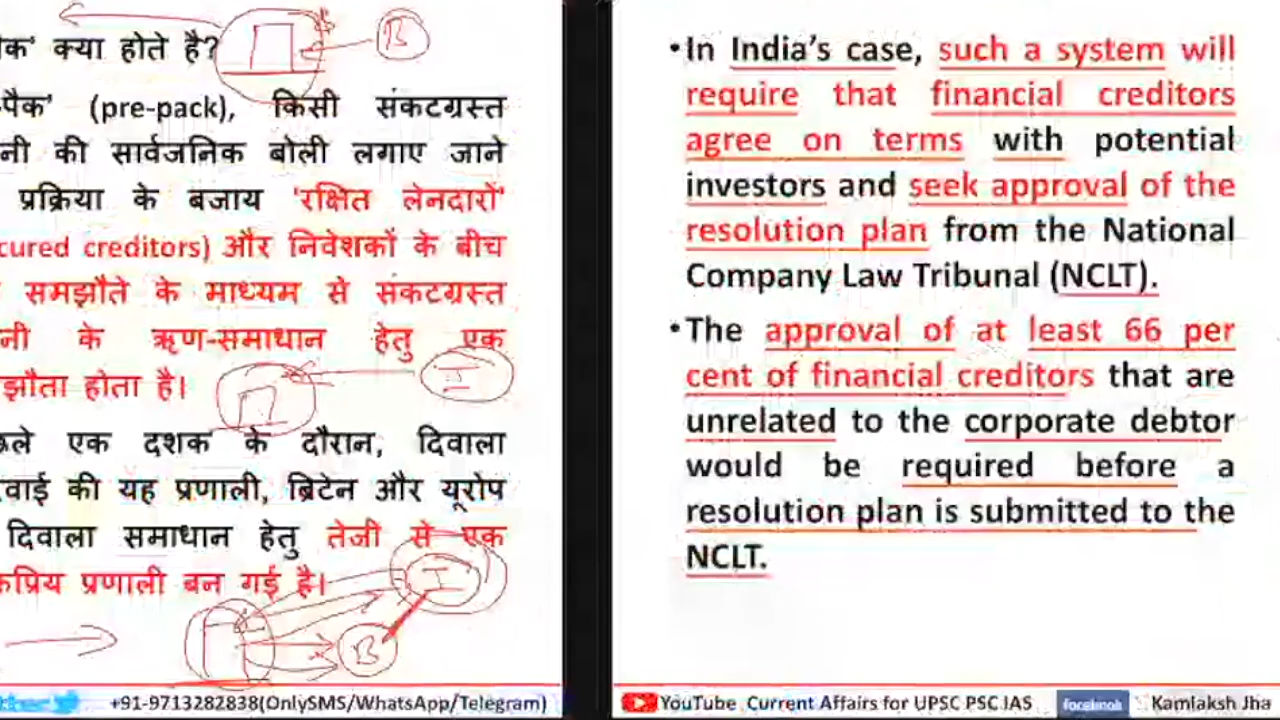 क्या होते है?
B
(pre-pack), किसी संकटग्रस्त
की सार्वजनिक बोली लगाए जाने
प्रक्रिया के बजाय 'रक्षित लेनदारों'
creditors) और निवेशकों के बीच
समझौते के माध्यम से संकटग्रस्त
के ऋण-समाधान हेतु एक
होता है।
I
एक दशक के दौरान, दिवाला
की यह प्रणाली, ब्रिटेन और यूरोप
दिवाला समाधान हेतु तेजी से एक
प्रणाली बन गई है।
I
B
+91-9713282838(OnlySMS/WhatsApp/Telegram)
•In India's case, such a system will
require that financial creditors
agree on terms with potential
investors and seek approval of the
resolution plan from the National
Company Law Tribunal (NCLT).
•The approval of at least 66 per
cent of financial creditors that are
unrelated to the corporate debtor
would be required before a
resolution plan is submitted to the
NCLT.
YouTube Current Affairs for UPSC PSC IAS facebook Kamlaksh Jha